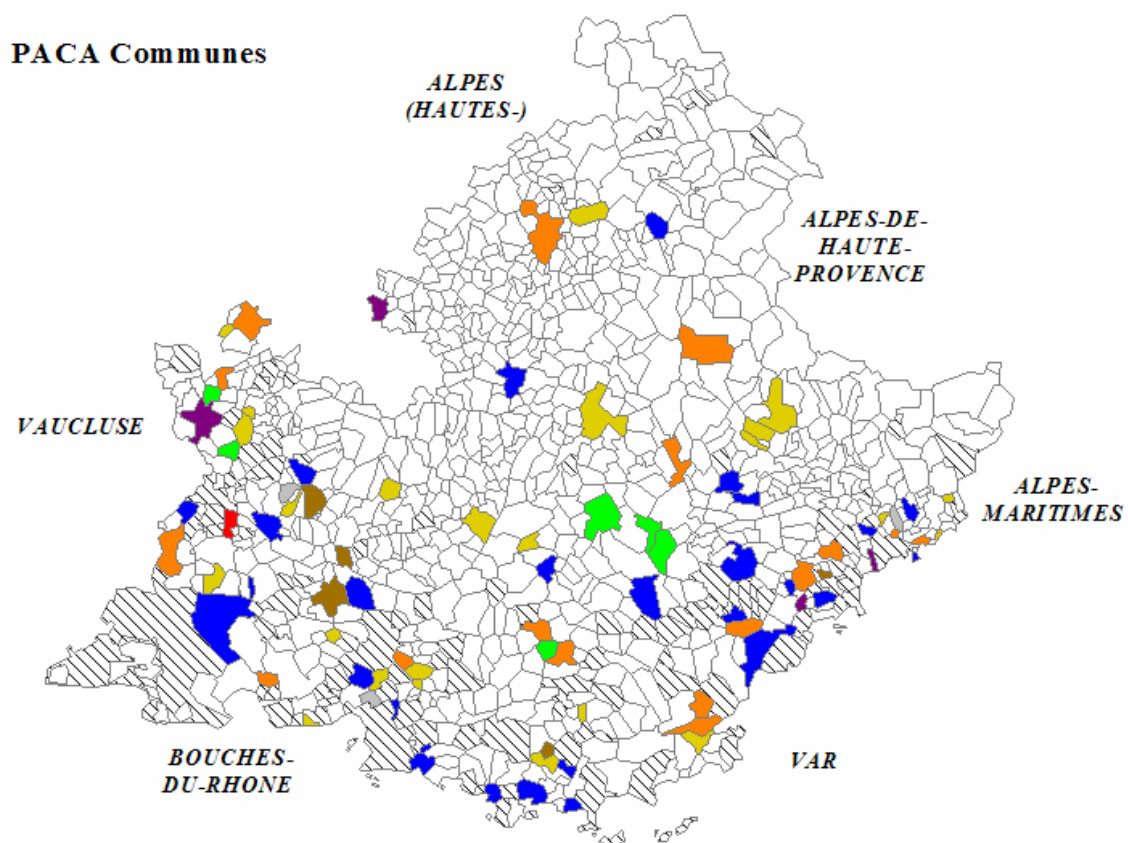 PACA Communes
ALPES
(HAUTES-)
ALPES-DE-
HAUTE-
PROVENCE
VAUCLUSE
ALPES-
MARITIMES
BOUCHES-
DU-RHONE
VAR